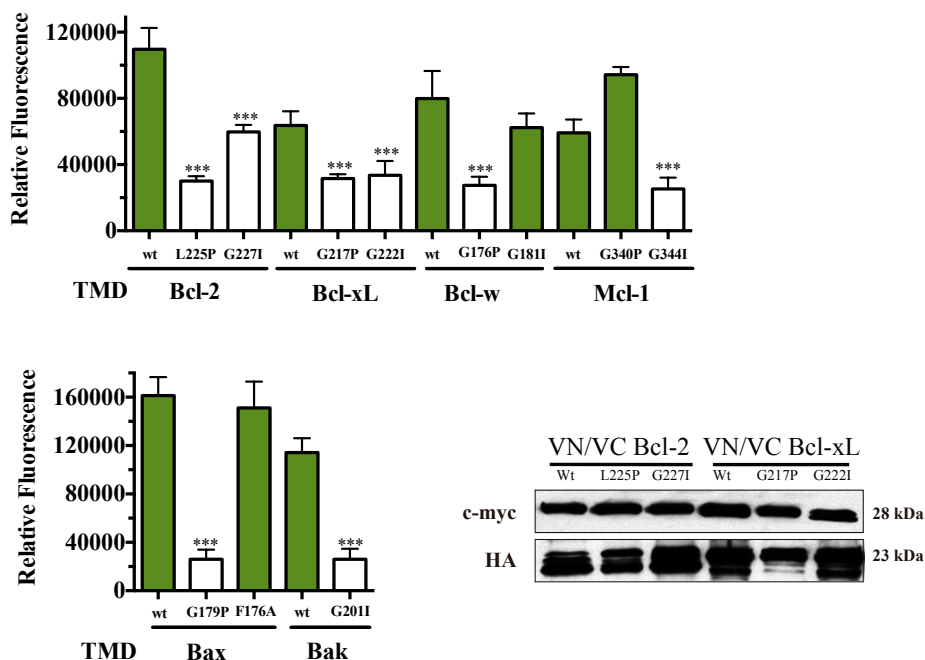 Relative Fluorescence
120000
80000
40000
0
*** *** *** *** *** ***
wt L225P G227I wt G217P G222I wt G176P G181I wt G340P G344I
TMD Bcl-2 Bcl-xL Bcl-w Mcl-1
Relative Fluorescence
160000
120000
80000
40000
0
*** ***
wt G179P F176A wt G201I
TMD Bax Bak
VN/VC Bcl-2 VN/VC Bcl-xL
Wt L225P G227I Wt G217P G222I
c-myc 28 kDa
HA 23 kDa